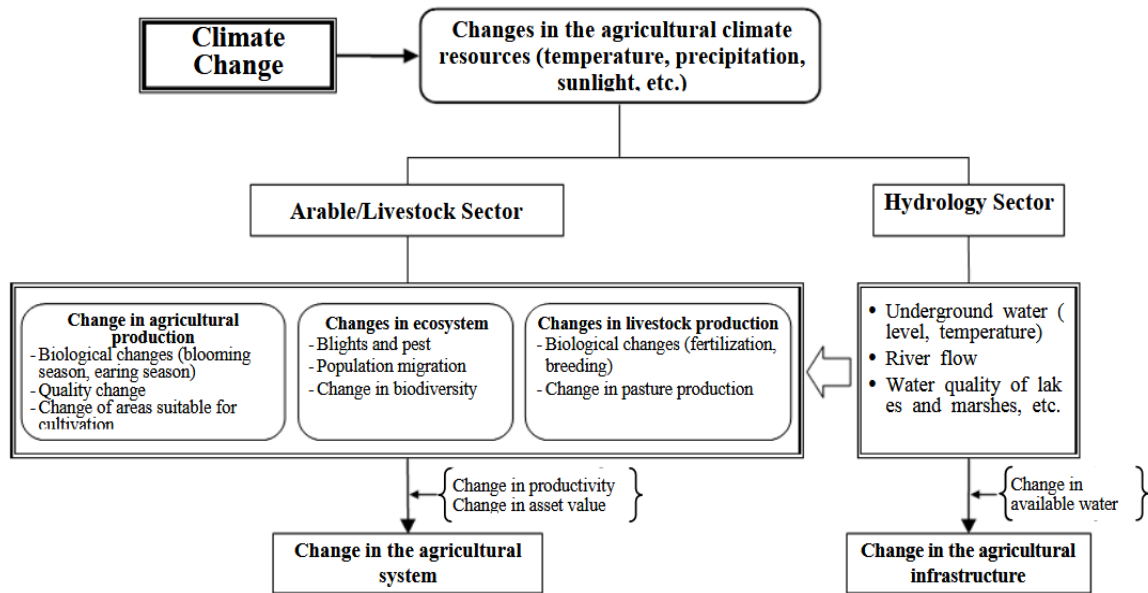 Climate
Change
Changes in the agricultural climate
resources (temperature, precipitation,
sunlight, etc.)
Arable/Livestock Sector
Hydrology Sector
Change in agricultural
production
- Biological changes (blooming
season, earing season)
- Quality change
- Change of areas suitable for
cultivation
Changes in ecosystem
- Blights and pest
- Population migration
- Change in biodiversity
Changes in livestock production
- Biological changes (fertilization,
breeding)
- Change in pasture production
• Underground water (
level, temperature)
• River flow
• Water quality of lak
es and marshes, etc.
Change in productivity
Change in asset value
Change in
available water
Change in the agricultural
system
Change in the agricultural
infrastructure